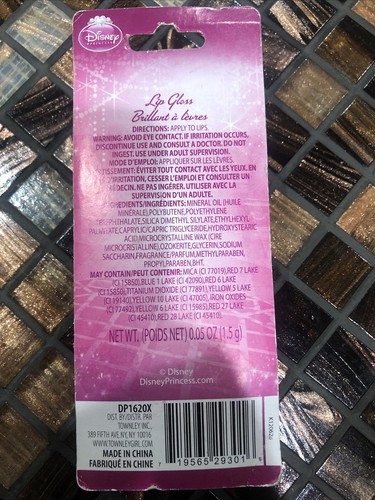 Disney
PRINCESS
Lip Gloss
Brillant à lèvres
DIRECTIONS: APPLY TO LIPS.
WARNING: AVOID EYE CONTACT. IF IRRITATION OCCURS,
DISCONTINUE USE AND CONSULT A DOCTOR. DO NOT
INGEST. USE UNDER ADULT SUPERVISION.
MODE D'EMPLOI: APPLIQUER SUR LES LÈVRES.
TISSEMENT: ÉVITER TOUT CONTACT AVEC LES YEUX. EN
D'IRRITATION, CESSER L'EMPLOI ET CONSULTER UN
MÉDECIN. NE PAS INGÉRER. UTILISER AVEC LA
SUPERVISION D'UN ADULTE.
INGREDIENTS/INGRÉDIENTS: MINERAL OIL (HUILE
MINÉRALE),POLYBUTENE,POLYETHYLENE
TEREPHTHALATE,SILICA DIMETHYL SILYLATE,ETHYLHEXYL
PALMITATE,CAPRYLIC/CAPRIC TRIGLYCERIDE,HYDROXYSTEARIC
ACID,MICROCRYSTALLINE WAX (CIRE
MICROCRISTALLINE),OZOKERITE,GLYCERIN,SODIUM
SACCHARIN,FRAGRANCE/PARFUM,METHYLPARABEN,
PROPYLPARABEN,BHT.
MAY CONTAIN/PEUT CONTENIR: MICA (CI 77019),RED 7 LAKE
(CI 15850),BLUE 1 LAKE (CI 42090),RED 6 LAKE
(CI 15850),TITANIUM DIOXIDE (CI 77891),YELLOW 5 LAKE
(CI 19140),YELLOW 10 LAKE (CI 47005), IRON OXIDES
(CI 77492),YELLOW 6 LAKE (CI 15985),RED 27 LAKE
(CI 45410),RED 28 LAKE (CI 45410).
NET WT. (POIDS NET) 0.05 OZ (1.5 g)
© Disney
DisneyPrincess.com
DP1620X
DIST. BY/DISTR. PAR
TOWNLEY INC.,
389 FIFTH AVE, NY, NY 10016
WWW.TOWNLEYGIRL.COM
MADE IN CHINA
FABRIQUÉ EN CHINE
7 19565 29301